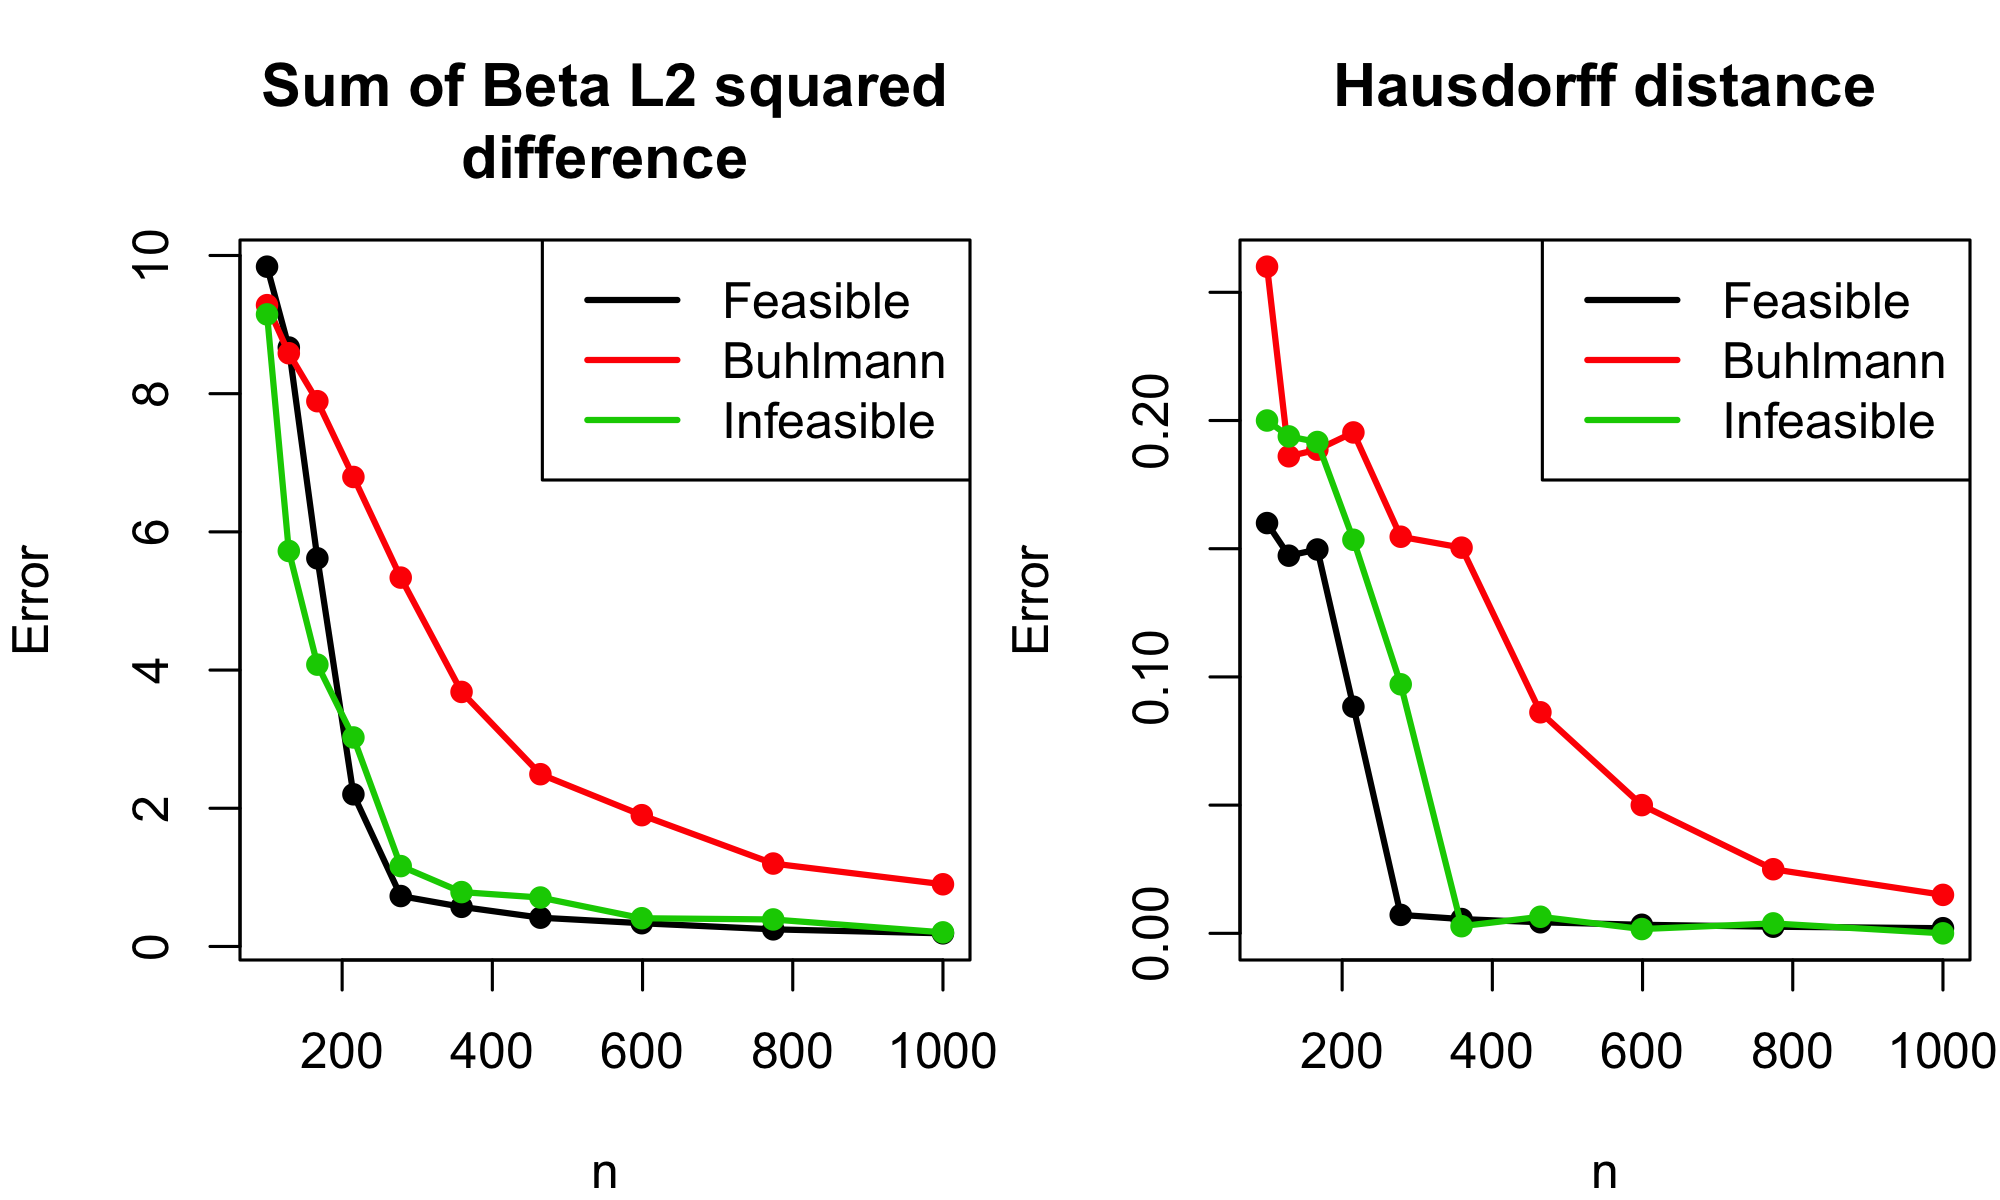 Sum of Beta L2 squared
difference
Error
10
8
6
4
2
0
Feasible
Buhlmann
Infeasible
200 400 600 800 1000
n
Hausdorff distance
Error
0.20
0.10
0.00
Feasible
Buhlmann
Infeasible
200 400 600 800 1000
n